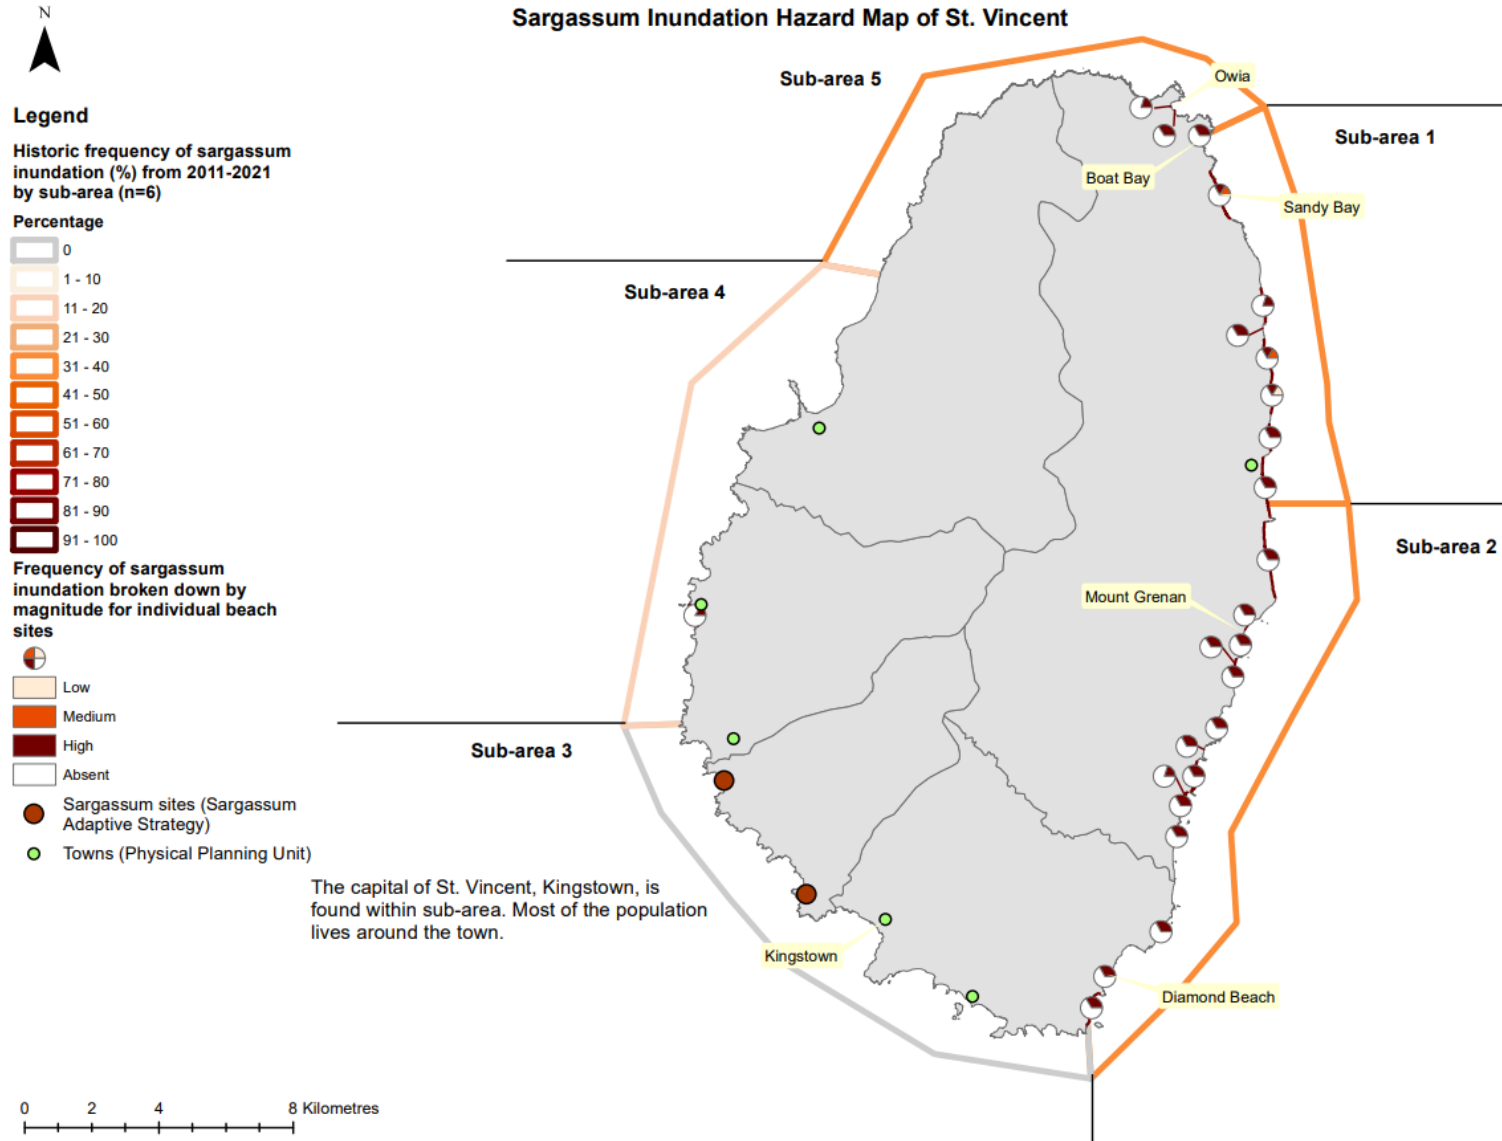 Sargassum Inundation Hazard Map of St. Vincent
N
Legend
Historic frequency of sargassum
inundation (%) from 2011-2021
by sub-area (n=6)
Percentage
0
1 - 10
11 - 20
21 - 30
31 - 40
41 - 50
51 - 60
61 - 70
71 - 80
81 - 90
91 - 100
Frequency of sargassum
inundation broken down by
magnitude for individual beach
sites
Low
Medium
High
Absent
Sargassum sites (Sargassum
Adaptive Strategy)
Towns (Physical Planning Unit)
Sub-area 5
Owia
Sub-area 1
Boat Bay
Sandy Bay
Sub-area 4
Sub-area 2
Mount Grenan
Sub-area 3
The capital of St. Vincent, Kingstown, is
found within sub-area. Most of the population
lives around the town.
Kingstown
Diamond Beach
0 2 4 8 Kilometres